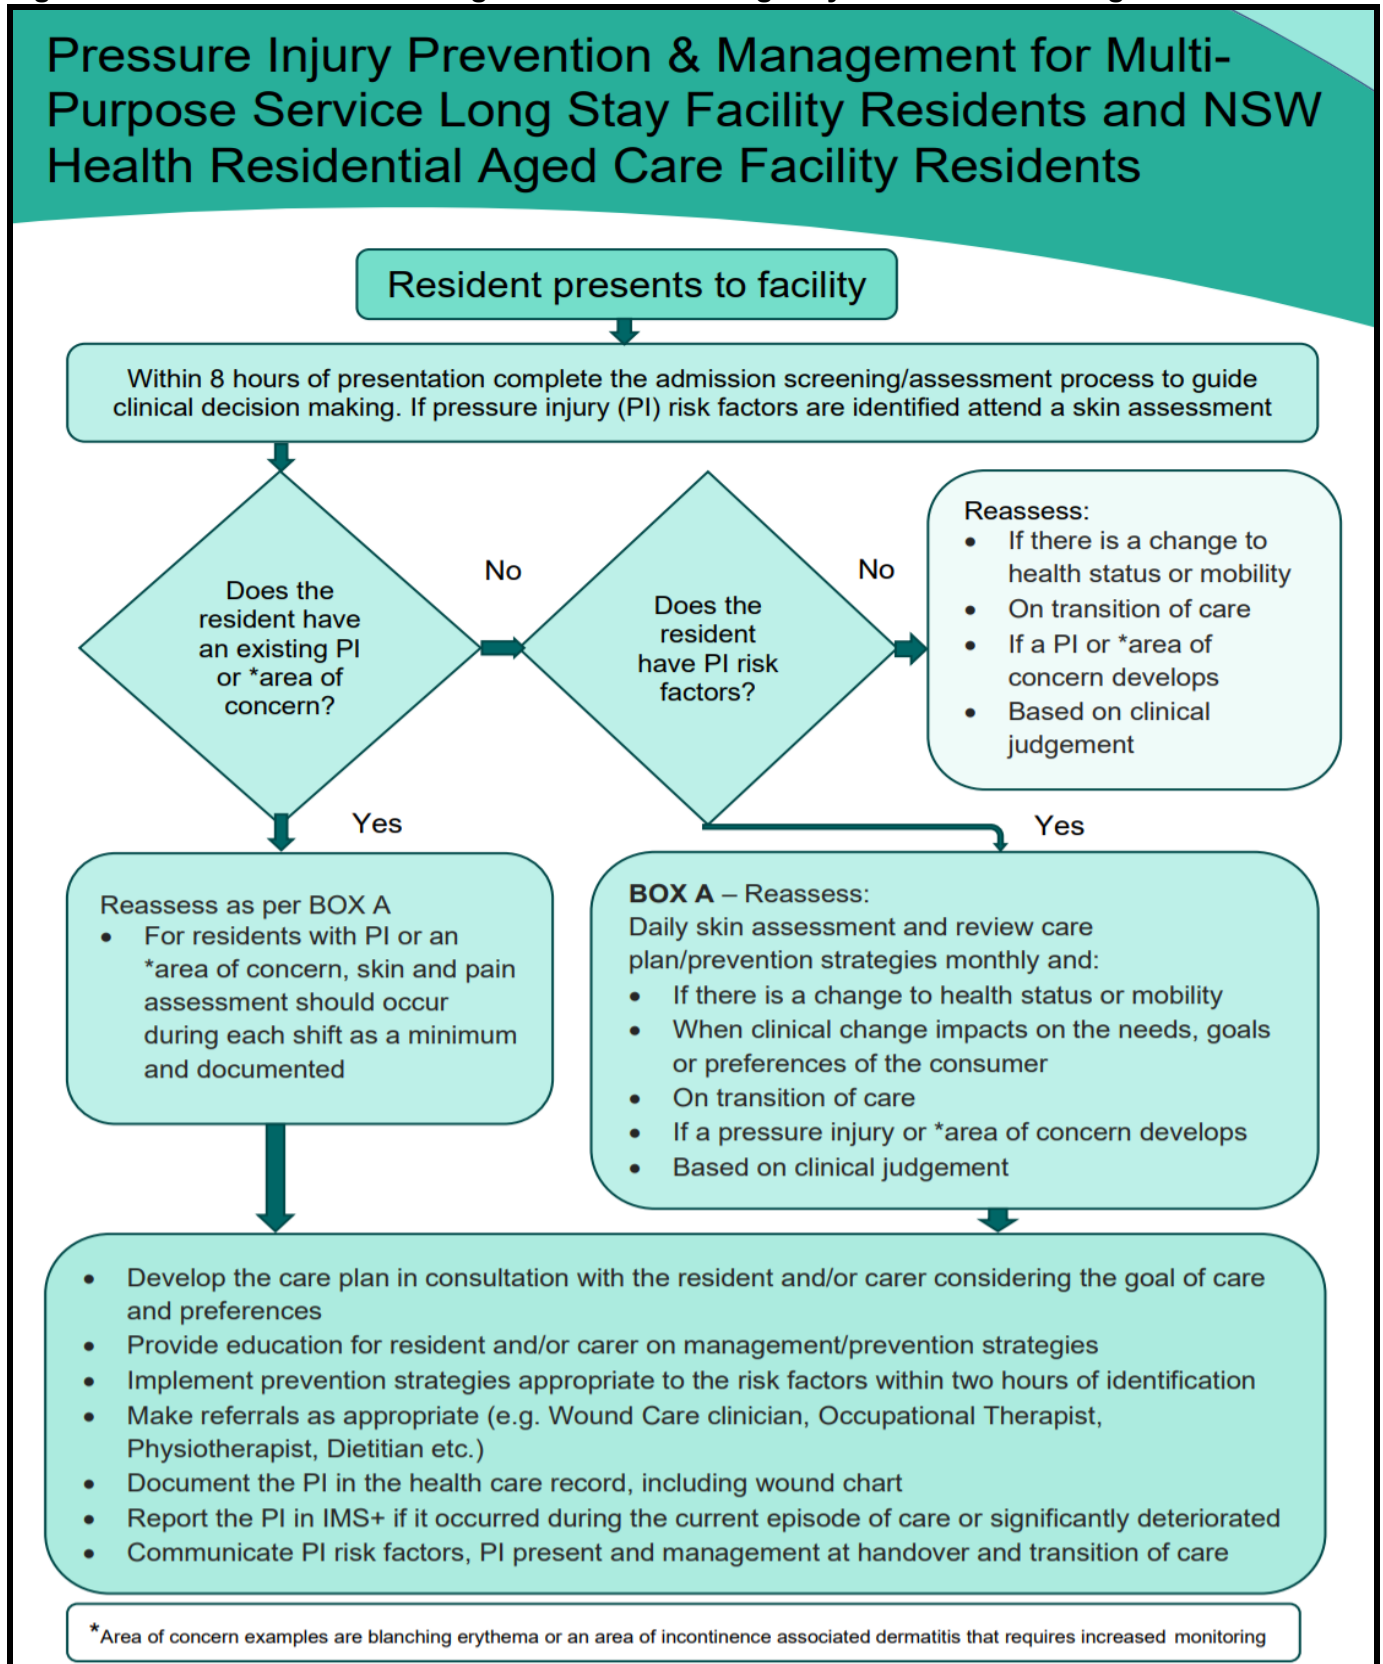 Pressure Injury Prevention & Management for Multi-
Purpose Service Long Stay Facility Residents and NSW
Health Residential Aged Care Facility Residents
Resident presents to facility
Within 8 hours of presentation complete the admission screening/assessment process to guide
clinical decision making. If pressure injury (PI) risk factors are identified attend a skin assessment
Does the
resident have
an existing PI
or *area of
concern?
No
Does the
resident
have PI risk
factors?
No
Reassess:
• If there is a change to
health status or mobility
• On transition of care
• If a PI or *area of
concern develops
• Based on clinical
judgement
Yes
Yes
Reassess as per BOX A
• For residents with PI or an
*area of concern, skin and pain
assessment should occur
during each shift as a minimum
and documented
BOX A – Reassess:
Daily skin assessment and review care
plan/prevention strategies monthly and:
• If there is a change to health status or mobility
• When clinical change impacts on the needs, goals
or preferences of the consumer
• On transition of care
• If a pressure injury or *area of concern develops
• Based on clinical judgement
• Develop the care plan in consultation with the resident and/or carer considering the goal of care
and preferences
• Provide education for resident and/or carer on management/prevention strategies
• Implement prevention strategies appropriate to the risk factors within two hours of identification
• Make referrals as appropriate (e.g. Wound Care clinician, Occupational Therapist,
Physiotherapist, Dietitian etc.)
• Document the PI in the health care record, including wound chart
• Report the PI in IMS+ if it occurred during the current episode of care or significantly deteriorated
• Communicate PI risk factors, PI present and management at handover and transition of care
*Area of concern examples are blanching erythema or an area of incontinence associated dermatitis that requires increased monitoring